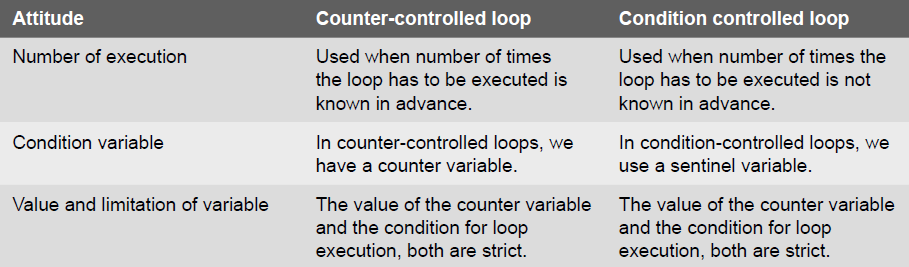 Attitude Counter-controlled loop Condition controlled loop
Number of execution
Used when number of times
the loop has to be executed is
known in advance.
Used when number of times the
loop has to be executed is not
known in advance.
Condition variable
In counter-controlled loops, we
have a counter variable.
In condition-controlled loops, we
use a sentinel variable.
Value and limitation of variable
The value of the counter variable
and the condition for loop
execution, both are strict.
The value of the counter variable
and the condition for loop
execution, both are strict.